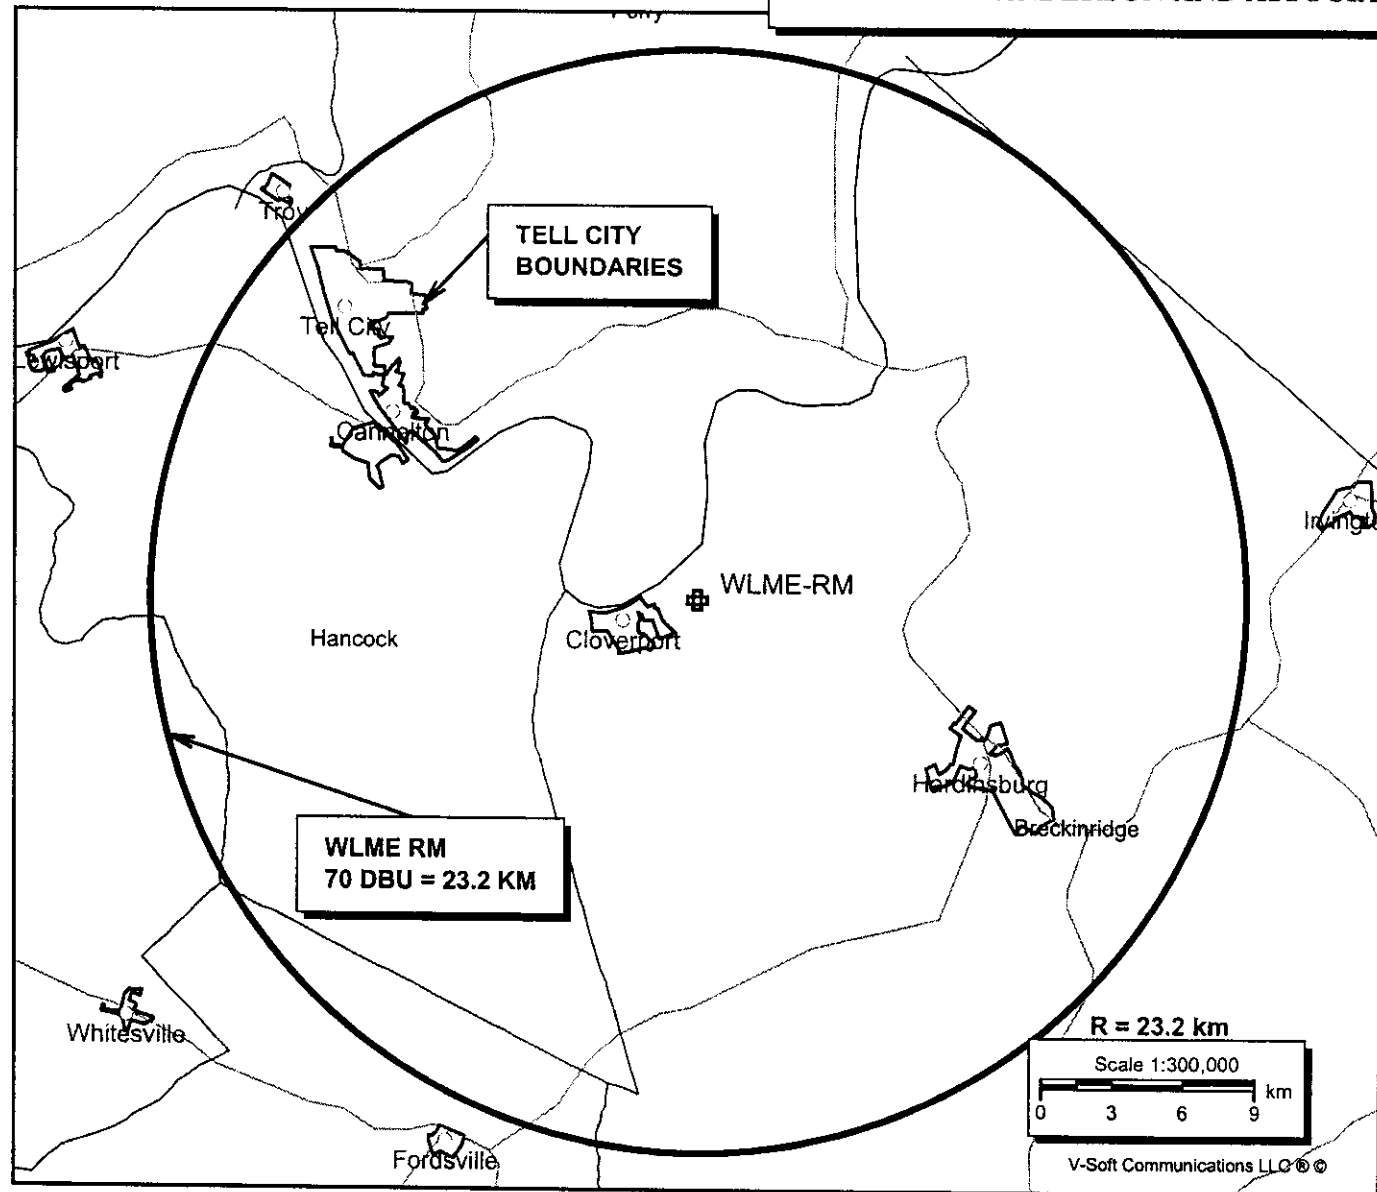 Perry
Troy
TELL CITY
BOUNDARIES
Tell City
Lewisport
Cannelton
Irvingt
WLME-RM
Hancock
Cloverport
Hardinsburg
Breckinridge
WLME RM
70 DBU = 23.2 KM
Whitesville
Fordsville
R = 23.2 km
Scale 1:300,000
km
0 3 6 9
V-Soft Communications LLC ® ©